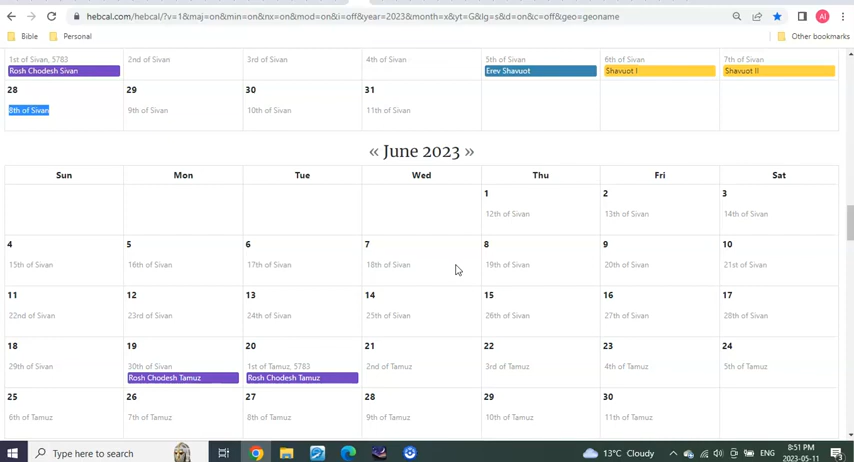 hebcal.com/hebcal/?v=1&maj=on&min=on&nx=on&mod=on&i=off&year=2023&month=x&yt=G&lg=s&d=on&c=off&geo=geoname
AI
Bible Personal Other bookmarks
1st of Sivan, 5783 2nd of Sivan 3rd of Sivan 4th of Sivan 5th of Sivan 6th of Sivan 7th of Sivan
Rosh Chodesh Sivan Erev Shavuot Shavuot I Shavuot II
28 29 30 31
8th of Sivan 9th of Sivan 10th of Sivan 11th of Sivan
« June 2023 »
Sun Mon Tue Wed Thu Fri Sat
1 2 3
12th of Sivan 13th of Sivan 14th of Sivan
4 5 6 7 8 9 10
15th of Sivan 16th of Sivan 17th of Sivan 18th of Sivan 19th of Sivan 20th of Sivan 21st of Sivan
11 12 13 14 15 16 17
22nd of Sivan 23rd of Sivan 24th of Sivan 25th of Sivan 26th of Sivan 27th of Sivan 28th of Sivan
18 19 20 21 22 23 24
29th of Sivan 30th of Sivan 1st of Tamuz, 5783 2nd of Tamuz 3rd of Tamuz 4th of Tamuz 5th of Tamuz
Rosh Chodesh Tamuz Rosh Chodesh Tamuz
25 26 27 28 29 30
6th of Tamuz 7th of Tamuz 8th of Tamuz 9th of Tamuz 10th of Tamuz 11th of Tamuz
Type here to search 13°C Cloudy ENG 8:51 PM
2023-05-11 3